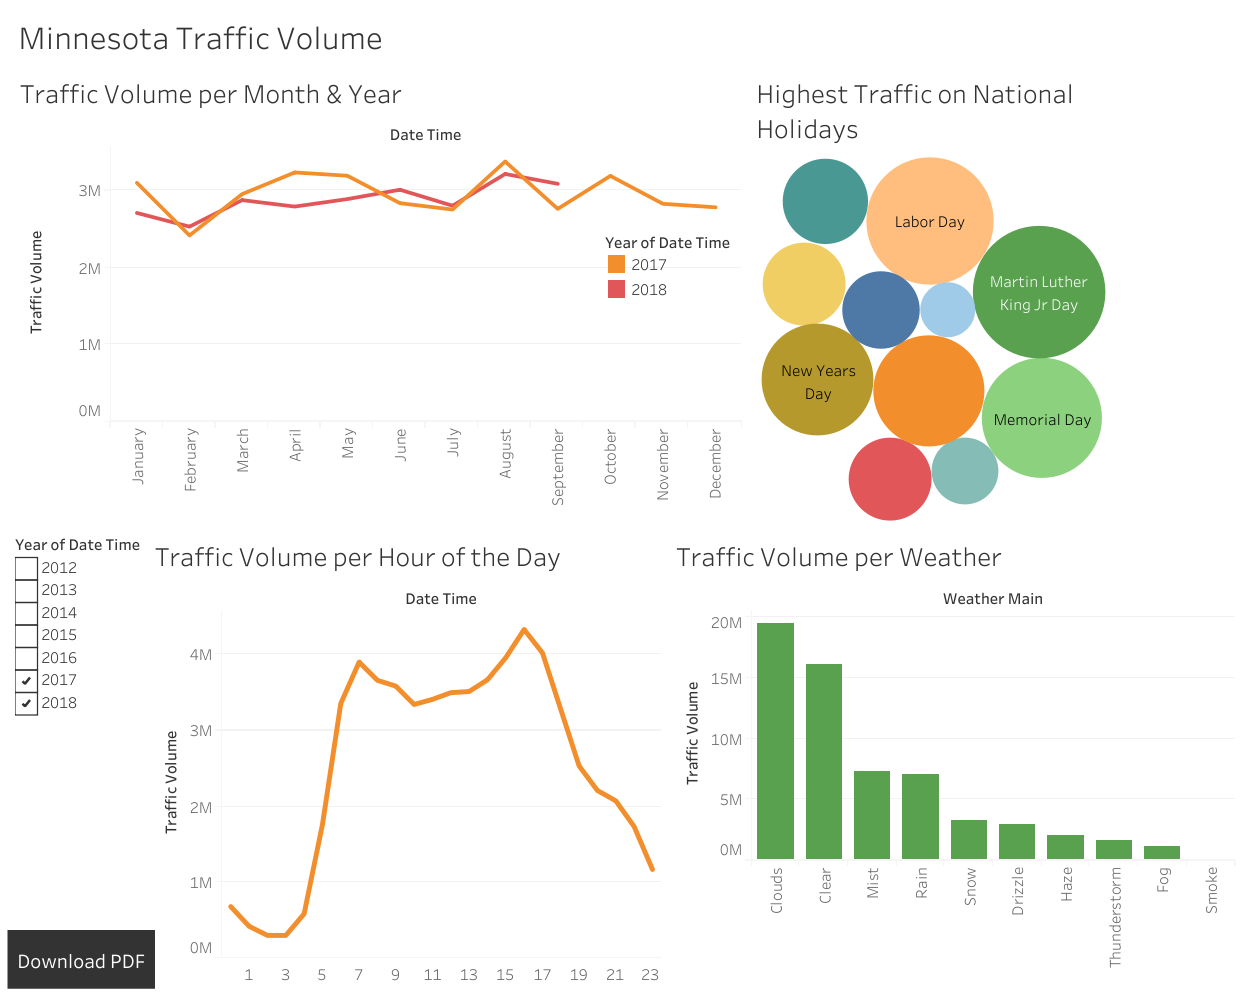 Minnesota Traffic Volume
Traffic Volume per Month & Year
Date Time
Traffic Volume
3M
2M
1M
0M
January
February
March
April
May
June
July
August
September
October
November
December
Year of Date Time
2017
2018
Highest Traffic on National
Holidays
Labor Day
Martin Luther
King Jr Day
New Years
Day
Memorial Day
Year of Date Time
2012
2013
2014
2015
2016
2017
2018
Traffic Volume per Hour of the Day
Date Time
Traffic Volume
4M
3M
2M
1M
0M
1 3 5 7 9 11 13 15 17 19 21 23
Traffic Volume per Weather
Weather Main
Traffic Volume
20M
15M
10M
5M
0M
Clouds
Clear
Mist
Rain
Snow
Drizzle
Haze
Thunderstorm
Fog
Smoke
Download PDF